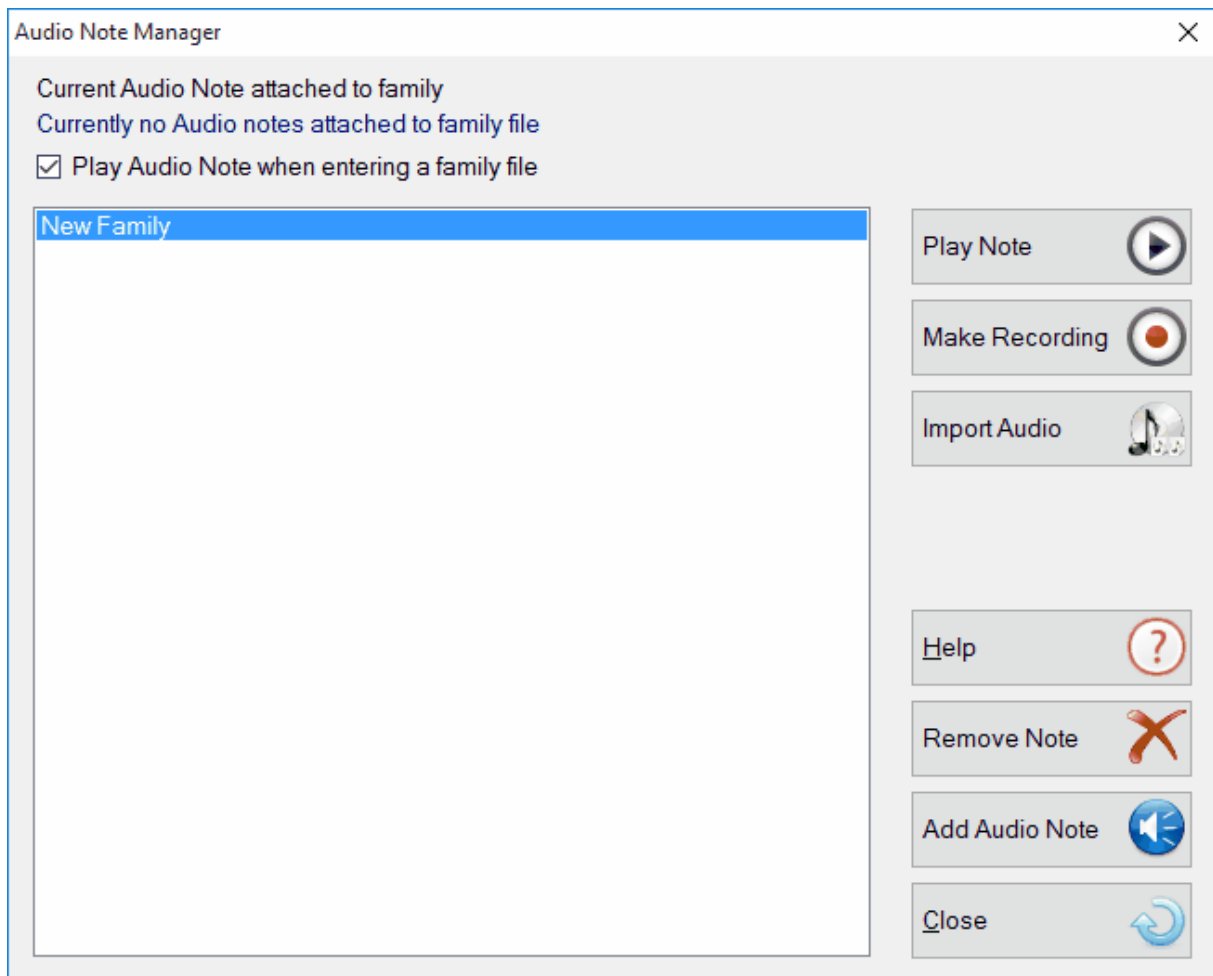 Audio Note Manager
Current Audio Note attached to family
Currently no Audio notes attached to family file
Play Audio Note when entering a family file
New Family
Play Note
Make Recording
Import Audio
Help
Remove Note
Add Audio Note
Close